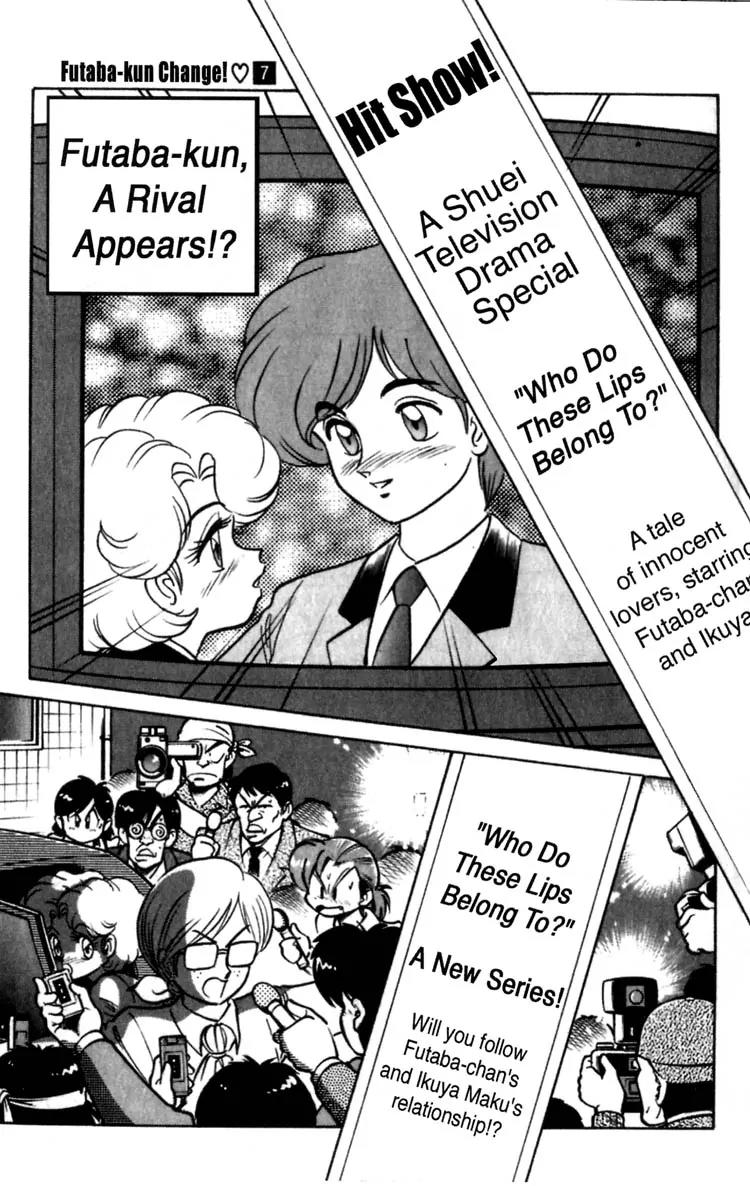 Futaba-kun Change! ♡ 7
Futaba-kun,
A Rival
Appears!?
Hit Show!
A Shuei
Television
Drama
Special
"Who Do
These Lips
Belong To?"
A tale
of innocent
lovers, starring
Futaba-chan
and Ikuya
"Who Do
These Lips
Belong To?"
A New Series!
Will you follow
Futaba-chan's
and Ikuya Maku's
relationship!?